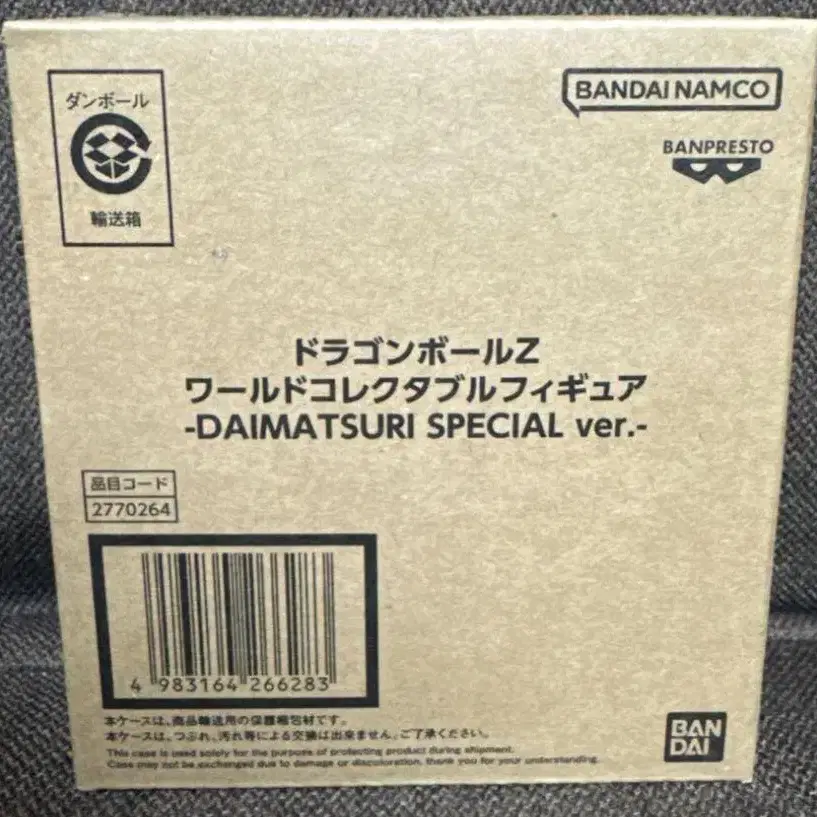 ダンボール
輸送箱
BANDAI NAMCO
BANPRESTO
ドラゴンボールZ
ワールドコレクタブルフィギュア
-DAIMATSURI SPECIAL ver.-
品目コード
2770264
4 983164 266283
本ケースは、商品輸送用の保護梱包材です。
本ケースは、つぶれ、汚れ等による交換は出来ません。ご了承ください。
This case is used solely for the purpose of protecting product during shipment.
Case may not be exchanged due to damage or discoloration, thank you for your understanding.
BAN
DAI